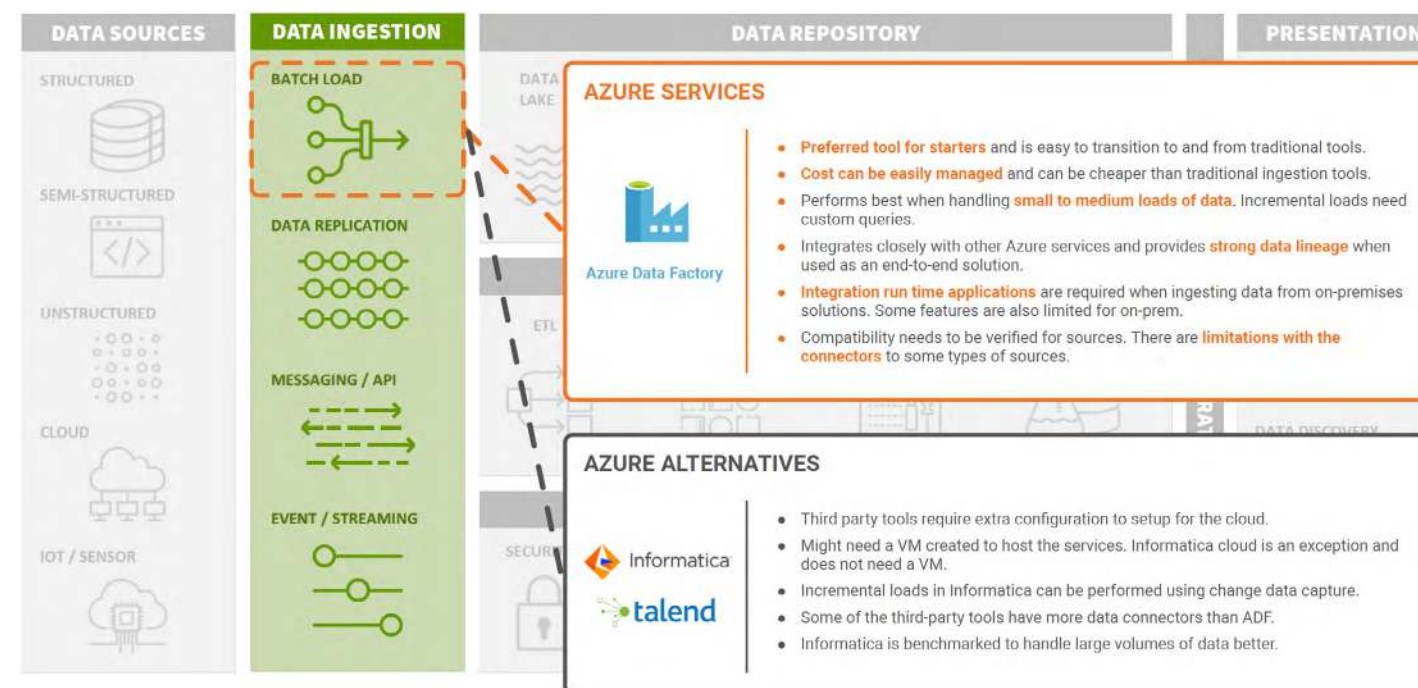 DATA SOURCES
DATA INGESTION
DATA REPOSITORY
PRESENTATION
STRUCTURED
SEMI-STRUCTURED
</>
UNSTRUCTURED
CLOUD
IOT / SENSOR
BATCH LOAD
DATA REPLICATION
MESSAGING / API
EVENT / STREAMING
DATA
LAKE
ETL
AZURE SERVICES
Azure Data Factory
• Preferred tool for starters and is easy to transition to and from traditional tools.
• Cost can be easily managed and can be cheaper than traditional ingestion tools.
• Performs best when handling small to medium loads of data. Incremental loads need
custom queries.
• Integrates closely with other Azure services and provides strong data lineage when
used as an end-to-end solution.
• Integration run time applications are required when ingesting data from on-premises
solutions. Some features are also limited for on-prem.
• Compatibility needs to be verified for sources. There are limitations with the
connectors to some types of sources.
DATA DISCOVERY
AZURE ALTERNATIVES
Informatica
talend
• Third party tools require extra configuration to setup for the cloud.
• Might need a VM created to host the services. Informatica cloud is an exception and
does not need a VM.
• Incremental loads in Informatica can be performed using change data capture.
• Some of the third-party tools have more data connectors than ADF.
• Informatica is benchmarked to handle large volumes of data better.